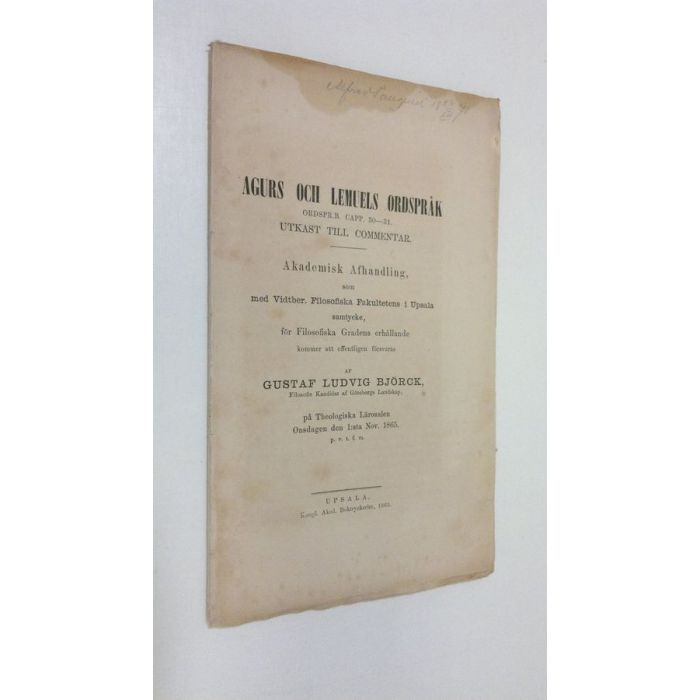 Alfred
AGURS OCH LEMUELS ORDSPRÅK
ORDSPR.B. CAPP. 30—31.
UTKAST TILL COMMENTAR.
Akademisk Afhandling,
som
med Vidtber. Filosofiska Fakultetens i Upsala
samtycke,
för Filosofiska Gradens erhållande
kommer att offentligen försvaras
AF
GUSTAF LUDVIG BJÖRCK,
Filosofie Kandidat af Göteborgs Landskap,
på Theologiska Lärosalen
Onsdagen den 1:sta Nov. 1865.
p. v. t. f. m.
UPSALA,
Kongl. Akad. Boktryckeriet, 1865.